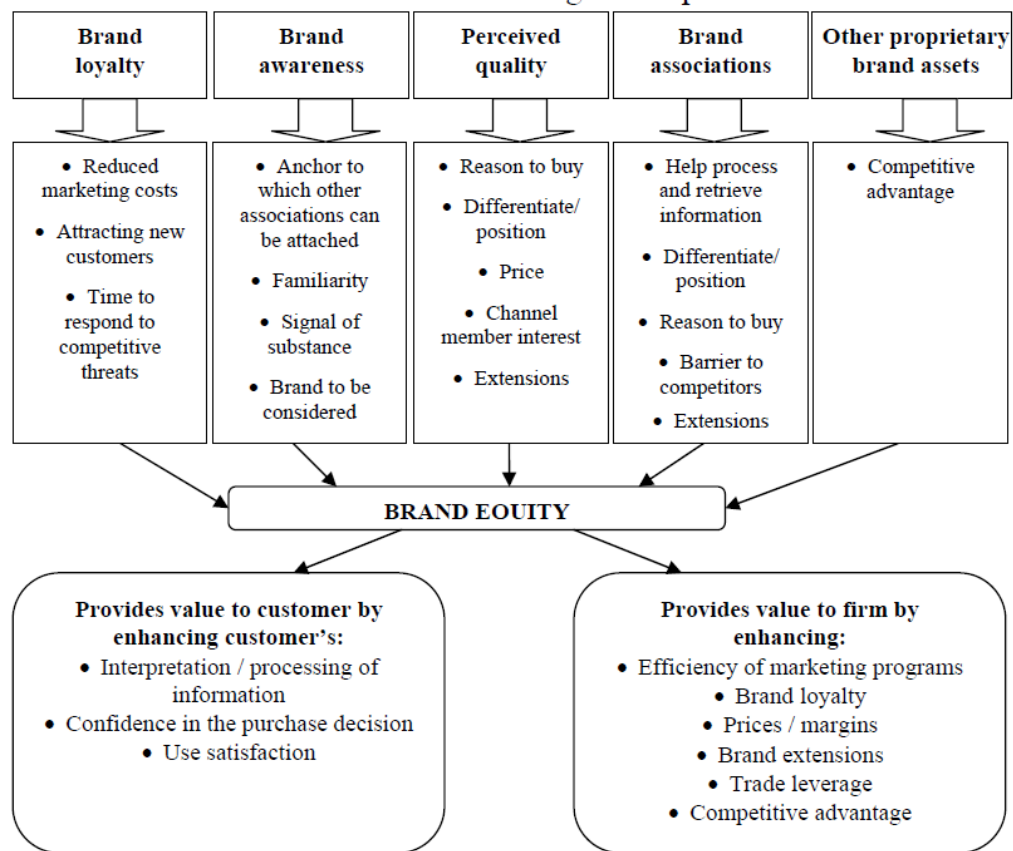 Brand
loyalty
Brand
awareness
Perceived
quality
Brand
associations
Other proprietary
brand assets
• Reduced
marketing costs
• Attracting new
customers
• Time to
respond to
competitive
threats
• Anchor to
which other
associations can
be attached
• Familiarity
• Signal of
substance
• Brand to be
considered
• Reason to buy
• Differentiate/
position
• Price
• Channel
member interest
• Extensions
• Help process
and retrieve
information
• Differentiate/
position
• Reason to buy
• Barrier to
competitors
• Extensions
• Competitive
advantage
BRAND EQUITY
Provides value to customer by
enhancing customer’s:
• Interpretation / processing of
information
• Confidence in the purchase decision
• Use satisfaction
Provides value to firm by
enhancing:
• Efficiency of marketing programs
• Brand loyalty
• Prices / margins
• Brand extensions
• Trade leverage
• Competitive advantage